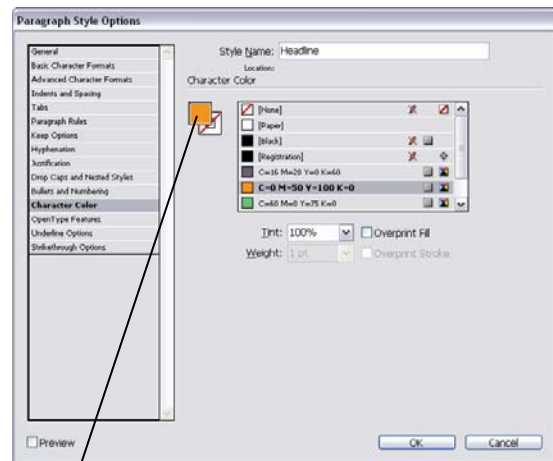 Paragraph Style Options
General
Basic Character Formats
Advanced Character Formats
Indents and Spacing
Tabs
Paragraph Rules
Keep Options
Hyphenation
Justification
Drop Caps and Nested Styles
Bullets and Numbering
Character Color
OpenType Features
Underline Options
Strikethrough Options
Style Name: Headline
Location:
Character Color
[None]
[Paper]
[Black]
[Registration]
C=16 M=20 Y=0 K=60
C=0 M=50 Y=100 K=0
C=60 M=0 Y=75 K=0
Tint: 100% Overprint Fill
Weight: 1 pt Overprint Stroke
Preview OK Cancel